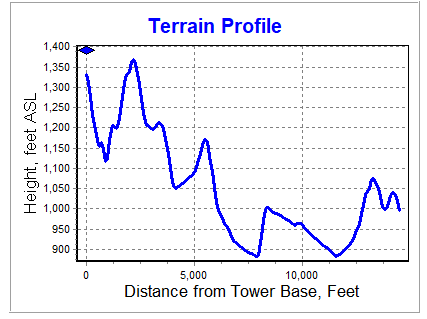 Terrain Profile
Height, feet ASL
1,400
1,350
1,300
1,250
1,200
1,150
1,100
1,050
1,000
950
900
0 5,000 10,000
Distance from Tower Base, Feet